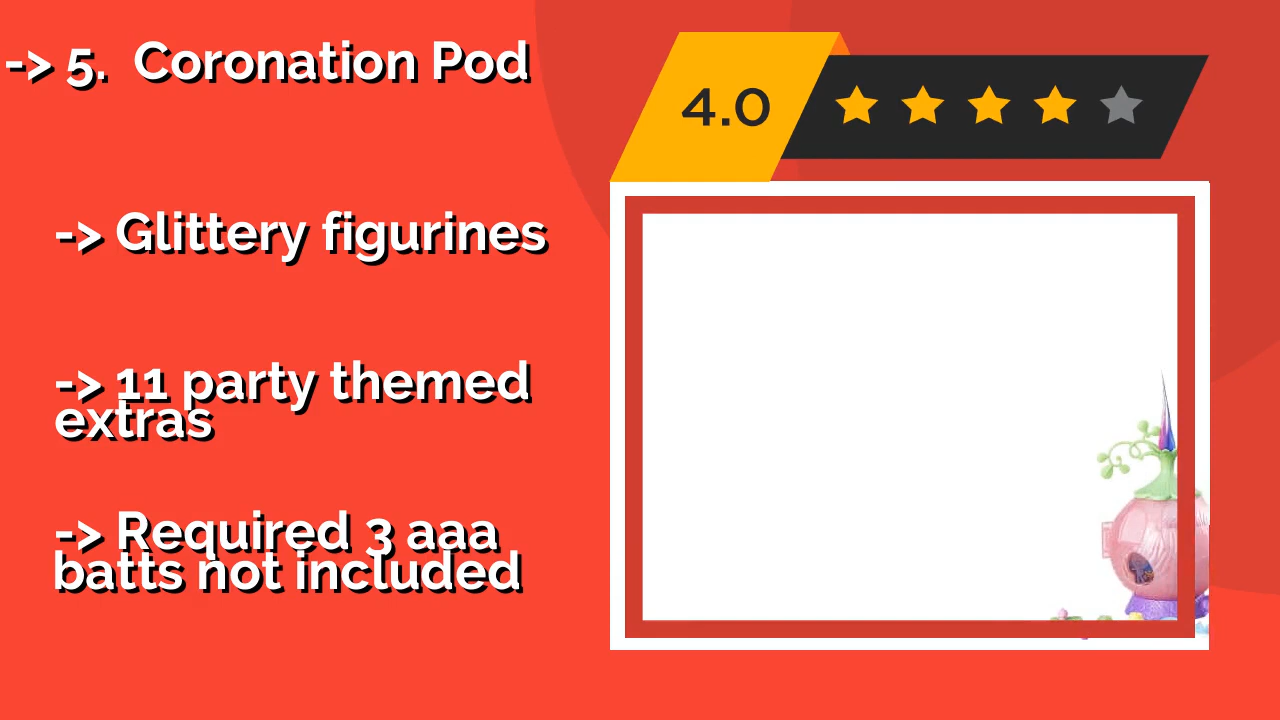 -> 5. Coronation Pod
4.0
-> Glittery figurines
-> 11 party themed
extras
-> Required 3 aaa
batts not included